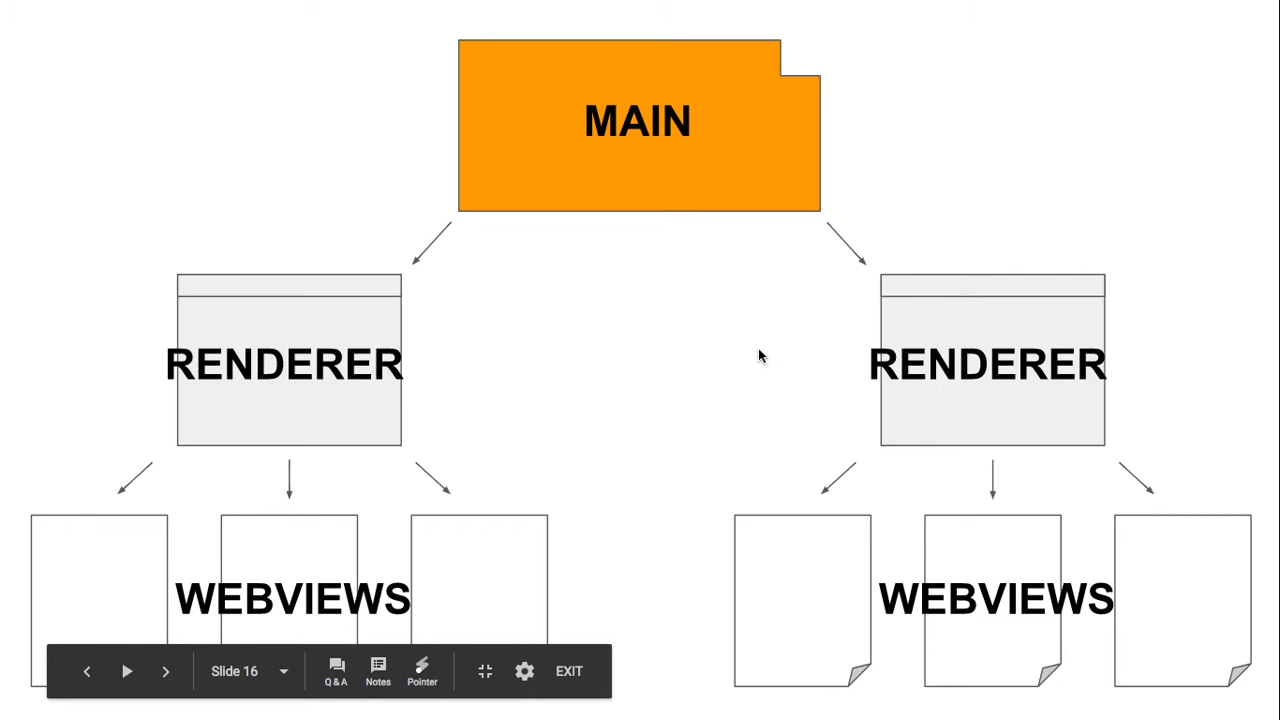 MAIN
RENDERER
RENDERER
WEBVIEWS
WEBVIEWS
Slide 16
Q & A
Notes
Pointer
EXIT